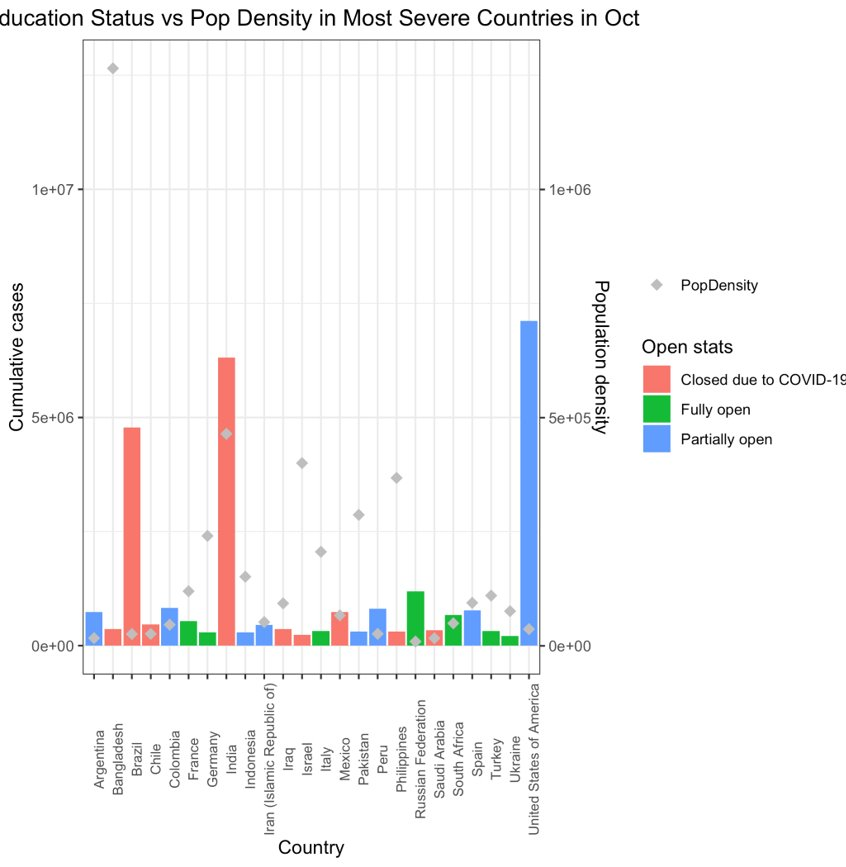 ducation Status vs Pop Density in Most Severe Countries in Oct
1e+07
5e+06
0e+00
Cumulative cases
1e+06
5e+05
0e+00
Population density
PopDensity
Open stats
Closed due to COVID-19
Fully open
Partially open
Argentina
Bangladesh
Brazil
Chile
Colombia
France
Germany
India
Indonesia
Iran (Islamic Republic of)
Iraq
Israel
Italy
Mexico
Pakistan
Peru
Philippines
Russian Federation
Saudi Arabia
South Africa
Spain
Turkey
Ukraine
United States of America
Country